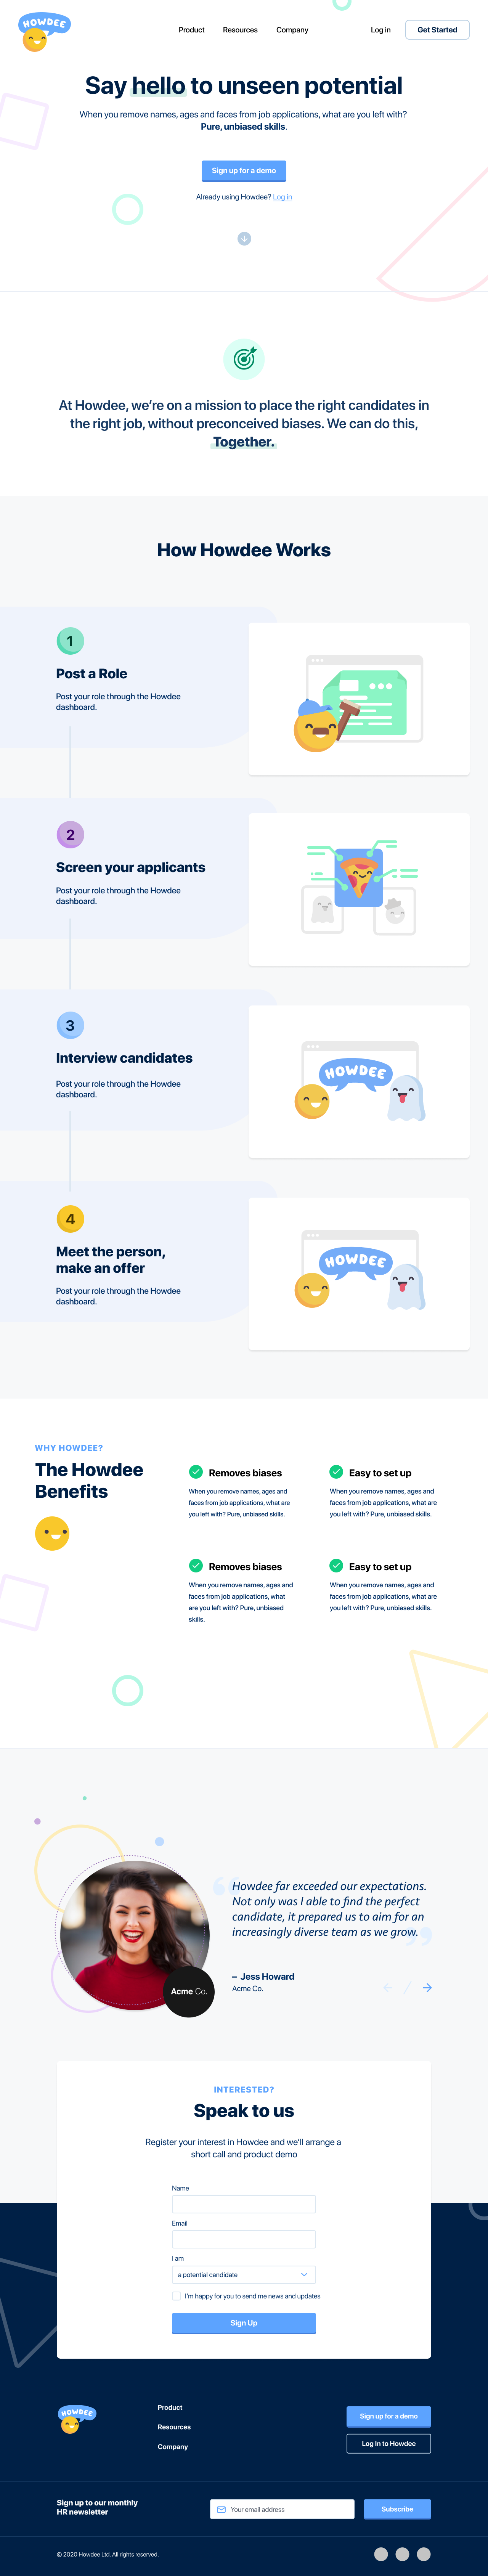 HOWDEE
Product
Resources
Company
Log in
Get Started
Say hello to unseen potential
When you remove names, ages and faces from job applications, what are you left with?
Pure, unbiased skills.
Sign up for a demo
Already using Howdee? Log in
At Howdee, we’re on a mission to place the right candidates in
the right job, without preconceived biases. We can do this,
Together.
How Howdee Works
1
Post a Role
Post your role through the Howdee
dashboard.
2
Screen your applicants
Post your role through the Howdee
dashboard.
3
Interview candidates
Post your role through the Howdee
dashboard.
HOWDEE
4
Meet the person,
make an offer
Post your role through the Howdee
dashboard.
HOWDEE
WHY HOWDEE?
The Howdee
Benefits
Removes biases
When you remove names, ages and
faces from job applications, what are
you left with? Pure, unbiased skills.
Easy to set up
When you remove names, ages and
faces from job applications, what are
you left with? Pure, unbiased skills.
Removes biases
When you remove names, ages and
faces from job applications, what
are you left with? Pure, unbiased
skills.
Easy to set up
When you remove names, ages and
faces from job applications, what are
you left with? Pure, unbiased skills.
“Howdee far exceeded our expectations.
Not only was I able to find the perfect
candidate, it prepared us to aim for an
increasingly diverse team as we grow.”
– Jess Howard
Acme Co.
Acme Co.
INTERESTED?
Speak to us
Register your interest in Howdee and we’ll arrange a
short call and product demo
Name
Email
I am
a potential candidate
I’m happy for you to send me news and updates
Sign Up
HOWDEE
Product
Resources
Company
Sign up for a demo
Log In to Howdee
Sign up to our monthly
HR newsletter
Your email address
Subscribe
© 2020 Howdee Ltd. All rights reserved.